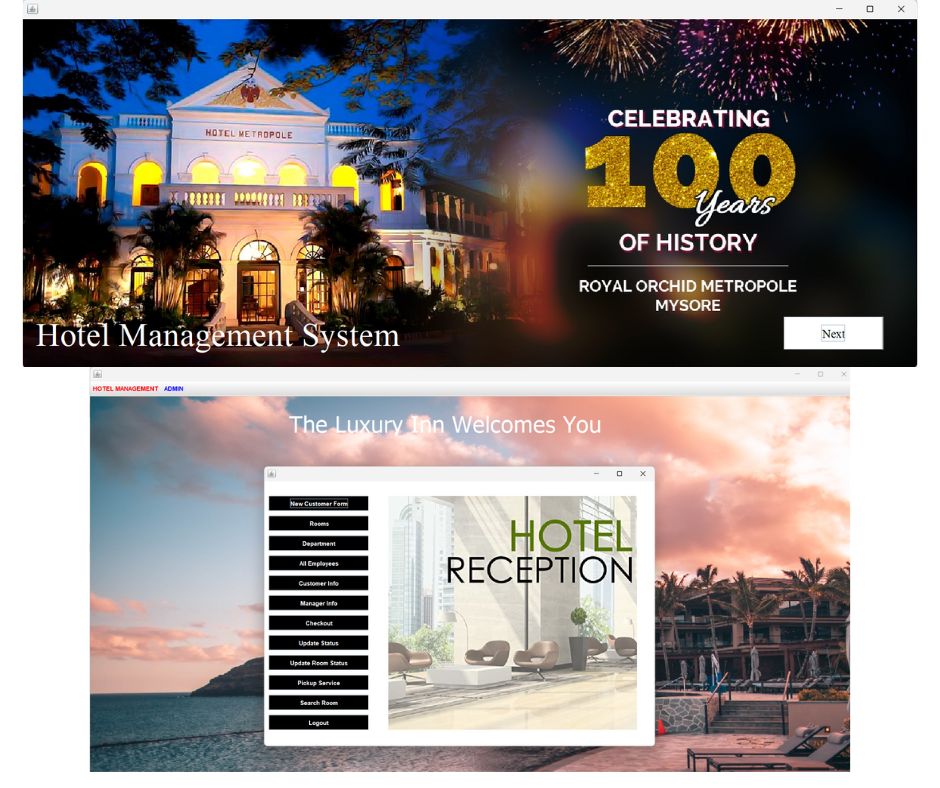 HOTEL METROPOLE
CELEBRATING
100
Years
OF HISTORY
ROYAL ORCHID METROPOLE
MYSORE
Hotel Management System
Next
HOTEL MANAGEMENT ADMIN
The Luxury Inn Welcomes You
New Customer Form
Rooms
Department
All Employees
Customer Info
Manager Info
Checkout
Update Status
Update Room Status
Pickup Service
Search Room
Logout
HOTEL
RECEPTION